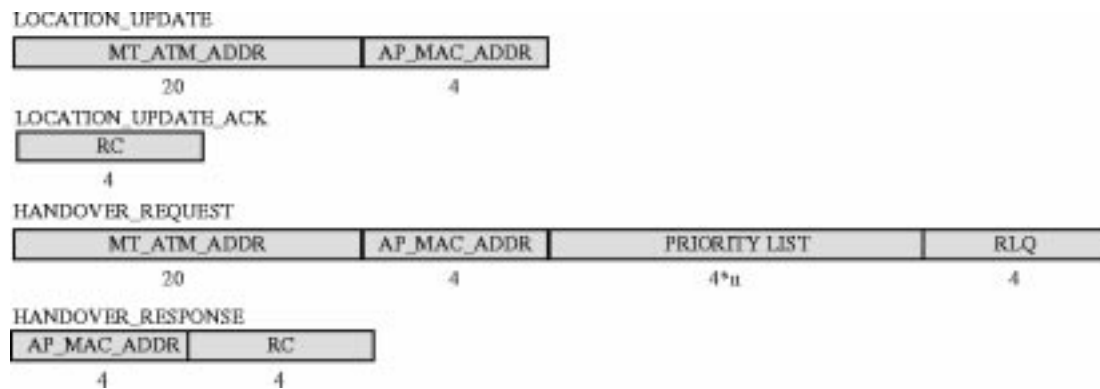 LOCATION_UPDATE
MT_ATM_ADDR AP_MAC_ADDR
20 4
LOCATION_UPDATE_ACK
RC
4
HANDOVER_REQUEST
MT_ATM_ADDR AP_MAC_ADDR PRIORITY LIST RLQ
20 4 4*n 4
HANDOVER_RESPONSE
AP_MAC_ADDR RC
4 4